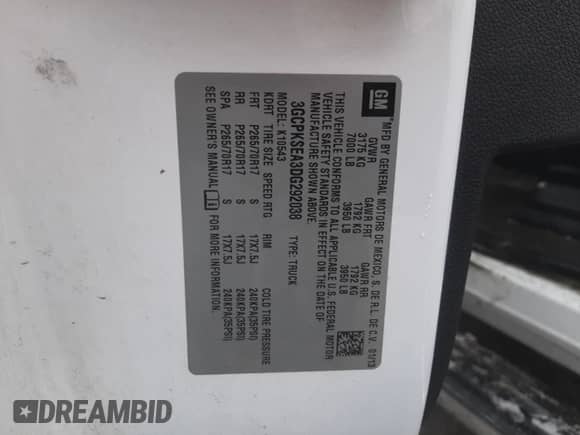 GM
MFD BY GENERAL MOTORS DE MEXICO, S. DE R.L. DE C.V. 01/13
GVWR GAWR FRT GAWR RR
3175 KG 1792 KG 1792 KG
7000 LB 3950 LB 3950 LB
THIS VEHICLE CONFORMS TO ALL APPLICABLE U.S. FEDERAL MOTOR
VEHICLE SAFETY STANDARDS IN EFFECT ON THE DATE OF
MANUFACTURE SHOWN ABOVE.
3GCPKSEA3DG292038 TYPE: TRUCK
MODEL: K10543
KDRT TIRE SIZE SPEED RTG RIM COLD TIRE PRESSURE
FRT P265/70R17 S 17X7.5J 240KPA(35PSI)
RR P265/70R17 S 17X7.5J 240KPA(35PSI)
SPA P265/70R17 S 17X7.5J 240KPA(35PSI)
SEE OWNER'S MANUAL FOR MORE INFORMATION.
DREAMBID